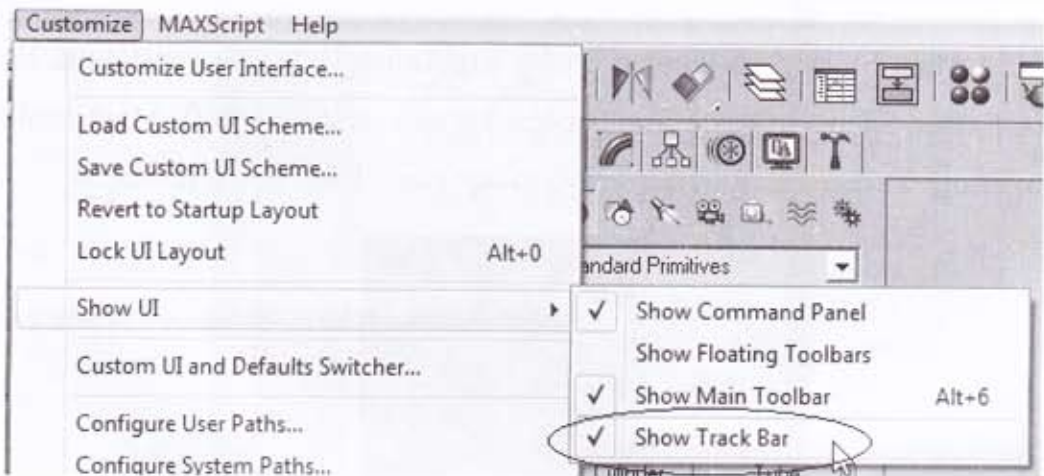 Customize MAXScript Help
Customize User Interface...
Load Custom UI Scheme...
Save Custom UI Scheme...
Revert to Startup Layout
Lock UI Layout Alt+0
andard Primitives
Show UI
✓ Show Command Panel
Show Floating Toolbars
Custom UI and Defaults Switcher...
✓ Show Main Toolbar Alt+6
Configure User Paths...
✓ Show Track Bar
Configure System Paths...
Cylinder Tube